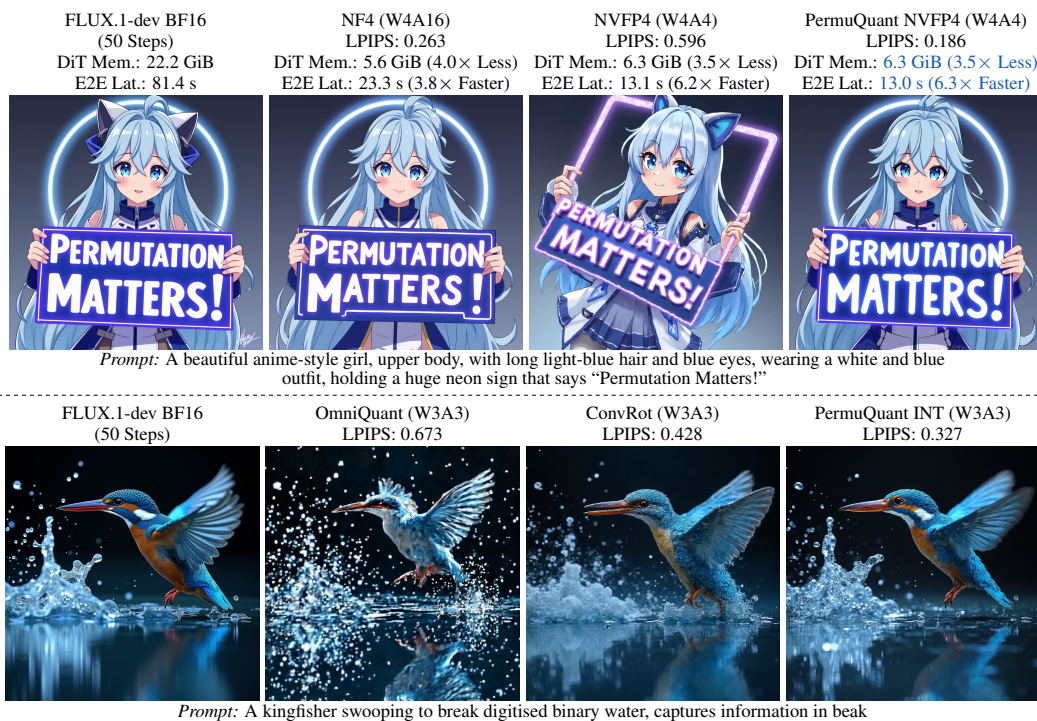 FLUX.1-dev BF16
(50 Steps)
DiT Mem.: 22.2 GiB
E2E Lat.: 81.4 s
NF4 (W4A16)
LPIPS: 0.263
DiT Mem.: 5.6 GiB (4.0× Less)
E2E Lat.: 23.3 s (3.8× Faster)
NVFP4 (W4A4)
LPIPS: 0.596
DiT Mem.: 6.3 GiB (3.5× Less)
E2E Lat.: 13.1 s (6.2× Faster)
PermuQuant NVFP4 (W4A4)
LPIPS: 0.186
DiT Mem.: 6.3 GiB (3.5× Less)
E2E Lat.: 13.0 s (6.3× Faster)
PERMUTATION
MATTERS!
PERMUTATION
MATTERS!
PERMUTATION
MATTERS!
PERMUTATION
MATTERS!
Prompt: A beautiful anime-style girl, upper body, with long light-blue hair and blue eyes, wearing a white and blue
outfit, holding a huge neon sign that says “Permutation Matters!”
FLUX.1-dev BF16
(50 Steps)
OmniQuant (W3A3)
LPIPS: 0.673
ConvRot (W3A3)
LPIPS: 0.428
PermuQuant INT (W3A3)
LPIPS: 0.327
Prompt: A kingfisher swooping to break digitised binary water, captures information in beak